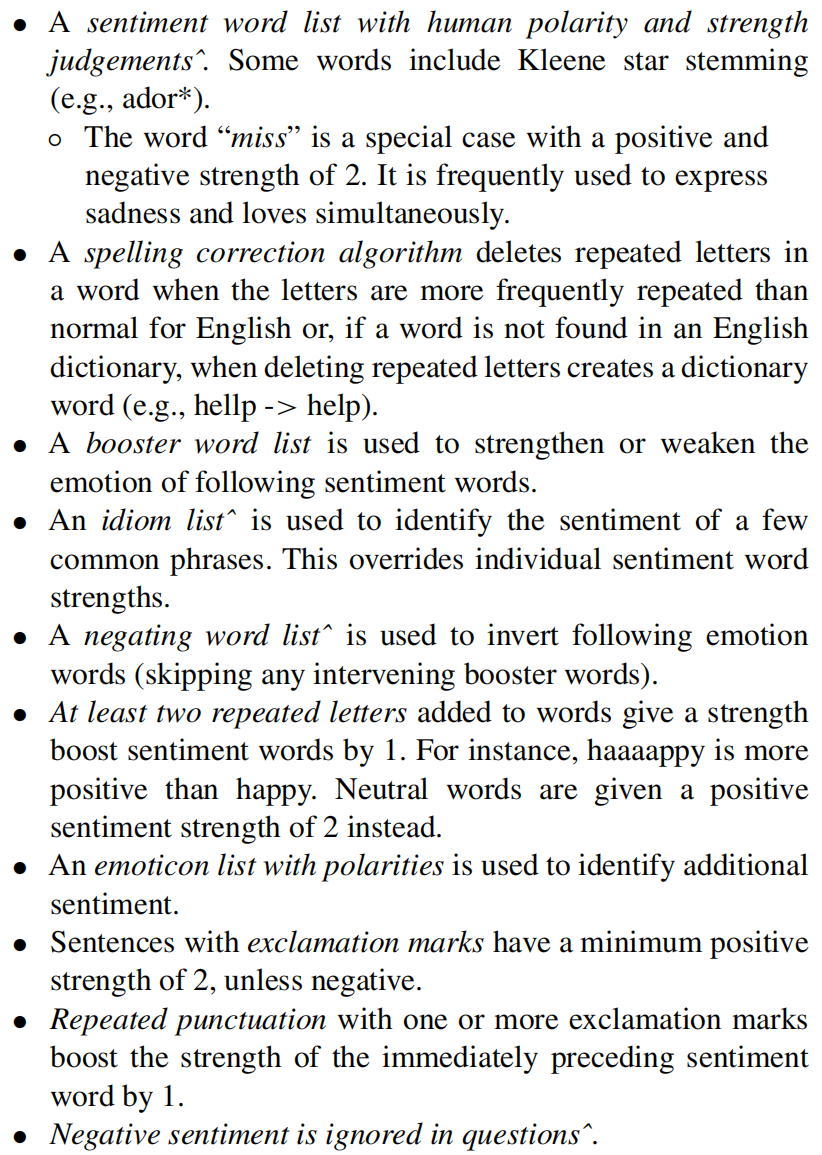 • A sentiment word list with human polarity and strength
judgementsˆ. Some words include Kleene star stemming
(e.g., ador*).
◦ The word “miss” is a special case with a positive and
negative strength of 2. It is frequently used to express
sadness and loves simultaneously.
• A spelling correction algorithm deletes repeated letters in
a word when the letters are more frequently repeated than
normal for English or, if a word is not found in an English
dictionary, when deleting repeated letters creates a dictionary
word (e.g., hellp -> help).
• A booster word list is used to strengthen or weaken the
emotion of following sentiment words.
• An idiom listˆ is used to identify the sentiment of a few
common phrases. This overrides individual sentiment word
strengths.
• A negating word listˆ is used to invert following emotion
words (skipping any intervening booster words).
• At least two repeated letters added to words give a strength
boost sentiment words by 1. For instance, haaaappy is more
positive than happy. Neutral words are given a positive
sentiment strength of 2 instead.
• An emoticon list with polarities is used to identify additional
sentiment.
• Sentences with exclamation marks have a minimum positive
strength of 2, unless negative.
• Repeated punctuation with one or more exclamation marks
boost the strength of the immediately preceding sentiment
word by 1.
• Negative sentiment is ignored in questionsˆ.